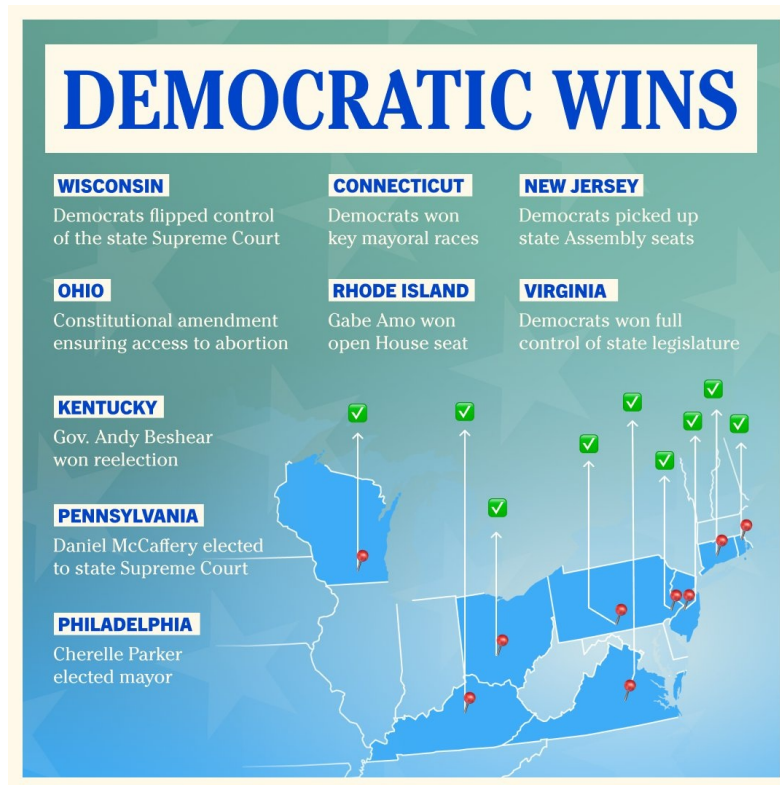 DEMOCRATIC WINS
WISCONSIN
Democrats flipped control
of the state Supreme Court
CONNECTICUT
Democrats won
key mayoral races
NEW JERSEY
Democrats picked up
state Assembly seats
OHIO
Constitutional amendment
ensuring access to abortion
RHODE ISLAND
Gabe Amo won
open House seat
VIRGINIA
Democrats won full
control of state legislature
KENTUCKY
Gov. Andy Beshear
won reelection
PENNSYLVANIA
Daniel McCaffery elected
to state Supreme Court
PHILADELPHIA
Cherelle Parker
elected mayor